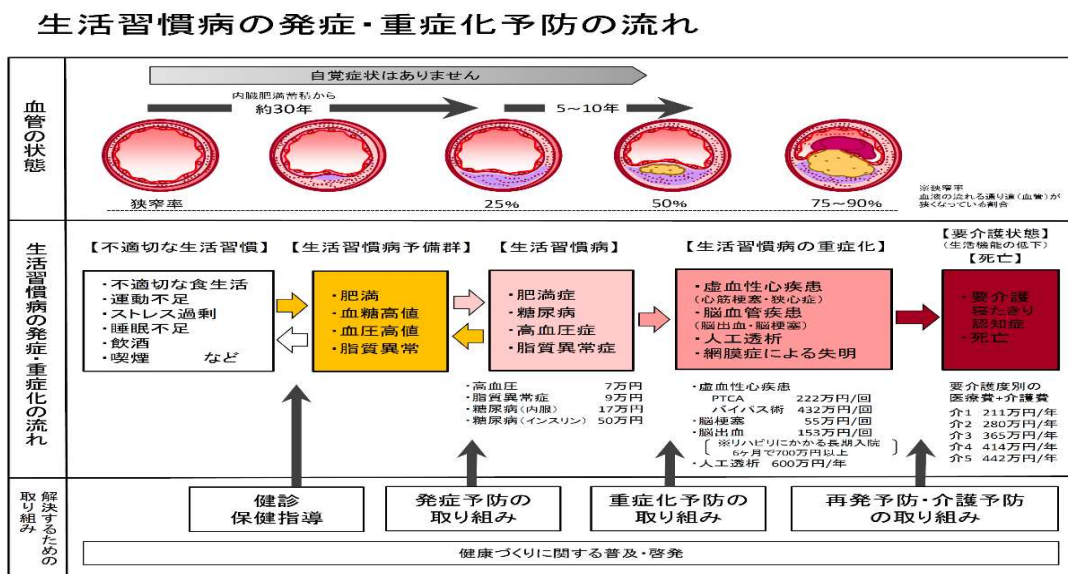 生活習慣病の発症・重症化予防の流れ
血管の状態
自覚症状はありません
内臓肥満蓄積から
約30年
5～10年
狭窄率
25%
50%
75～90%
※狭窄率
血液の流れる通り道(血管)が
狭くなっている割合
生活習慣病の発症・重症化の流れ
【不適切な生活習慣】
・不適切な食生活
・運動不足
・ストレス過剰
・睡眠不足
・飲酒
・喫煙 など
【生活習慣病予備群】
・肥満
・血糖高値
・血圧高値
・脂質異常
【生活習慣病】
・肥満症
・糖尿病
・高血圧症
・脂質異常症
・高血圧 7万円
・脂質異常症 9万円
・糖尿病(内服) 17万円
・糖尿病(インスリン) 50万円
【生活習慣病の重症化】
・虚血性心疾患
(心筋梗塞・狭心症)
・脳血管疾患
(脳出血・脳梗塞)
・人工透析
・網膜症による失明
・虚血性心疾患
PTCA 222万円/回
バイパス術 432万円/回
・脳梗塞 55万円/回
・脳出血 153万円/回
※リハビリにかかる長期入院
6ヶ月で700万円以上
・人工透析 600万円/年
【要介護状態】
(生活機能の低下)
【死亡】
・要介護
寝たきり
認知症
・死亡
要介護度別の
医療費+介護費
介1 211万円/年
介2 280万円/年
介3 365万円/年
介4 414万円/年
介5 442万円/年
解決するための
取り組み
健診
保健指導
発症予防の
取り組み
重症化予防の
取り組み
再発予防・介護予防
の取り組み
健康づくりに関する普及・啓発